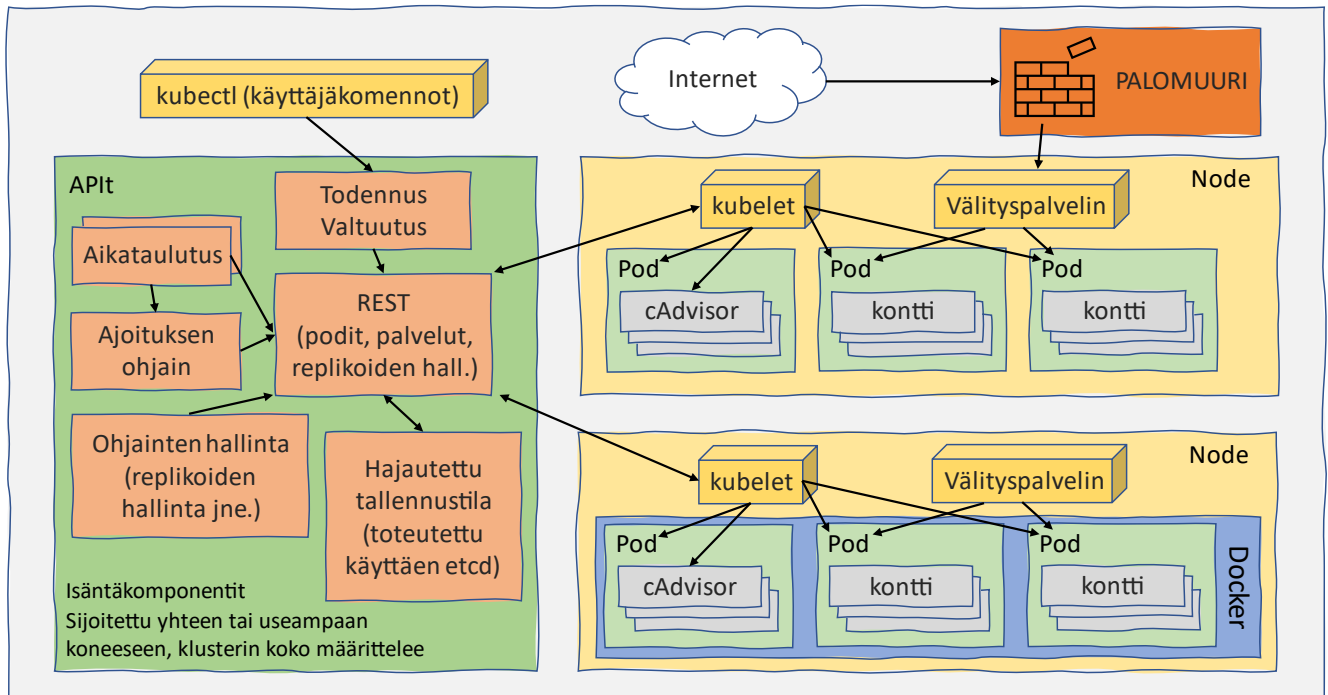 kubectl (käyttäjäkomennot)
Internet
PALOMUURI
APIt
Todennus
Valtuutus
Aikataulutus
Ajoituksen
ohjain
REST
(podit, palvelut,
replikoiden hall.)
Ohjainten hallinta
(replikoiden
hallinta jne.)
Hajautettu
tallennustila
(toteutettu
käyttäen etcd)
Isäntäkomponentit
Sijoitettu yhteen tai useampaan
koneeseen, klusterin koko määrittelee
Node
kubelet
Välityspalvelin
Pod
cAdvisor
Pod
kontti
Pod
kontti
Node
kubelet
Välityspalvelin
Pod
cAdvisor
Pod
kontti
Pod
kontti
Docker